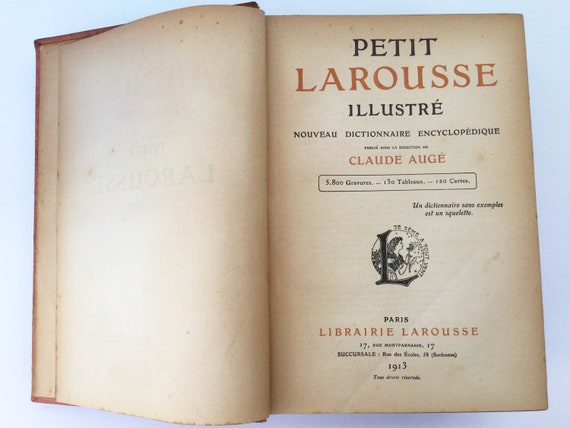 PETIT
LAROUSSE
ILLUSTRÉ
NOUVEAU DICTIONNAIRE ENCYCLOPÉDIQUE
PUBLIÉ SOUS LA DIRECTION DE
CLAUDE AUGÉ
5.800 Gravures. — 130 Tableaux. — 120 Cartes.
Un dictionnaire sans exemples
est un squelette.
JE SÈME A TOUT VENT
L
PARIS
LIBRAIRIE LAROUSSE
17, RUE MONTPARNASSE, 17
SUCCURSALE : Rue des Écoles, 58 (Sorbonne)
1913
Tous droits réservés.